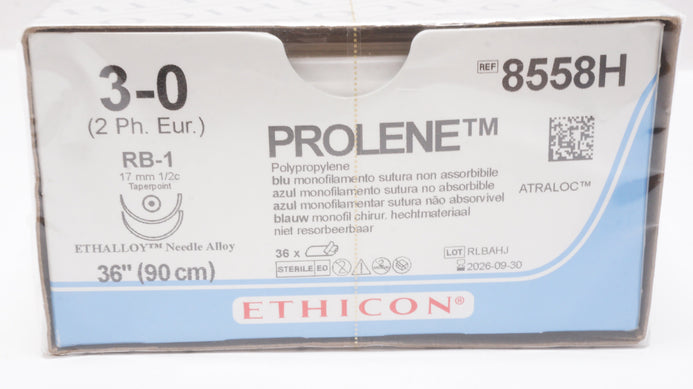 3-0
(2 Ph. Eur.)
RB-1
17 mm 1/2c
Taperpoint
ETHALLOY™ Needle Alloy
36" (90 cm)
REF 8558H
PROLENE™
Polypropylene
blu monofilamento sutura non assorbibile
azul monofilamento sutura no absorbible
azul monofilamentar sutura não absorvível
blauw monofil chirur. hechtmateriaal
niet resorbeerbaar
ATRALOC™
36 x
STERILE EO
LOT RLBAHJ
2026-09-30
ETHICON®